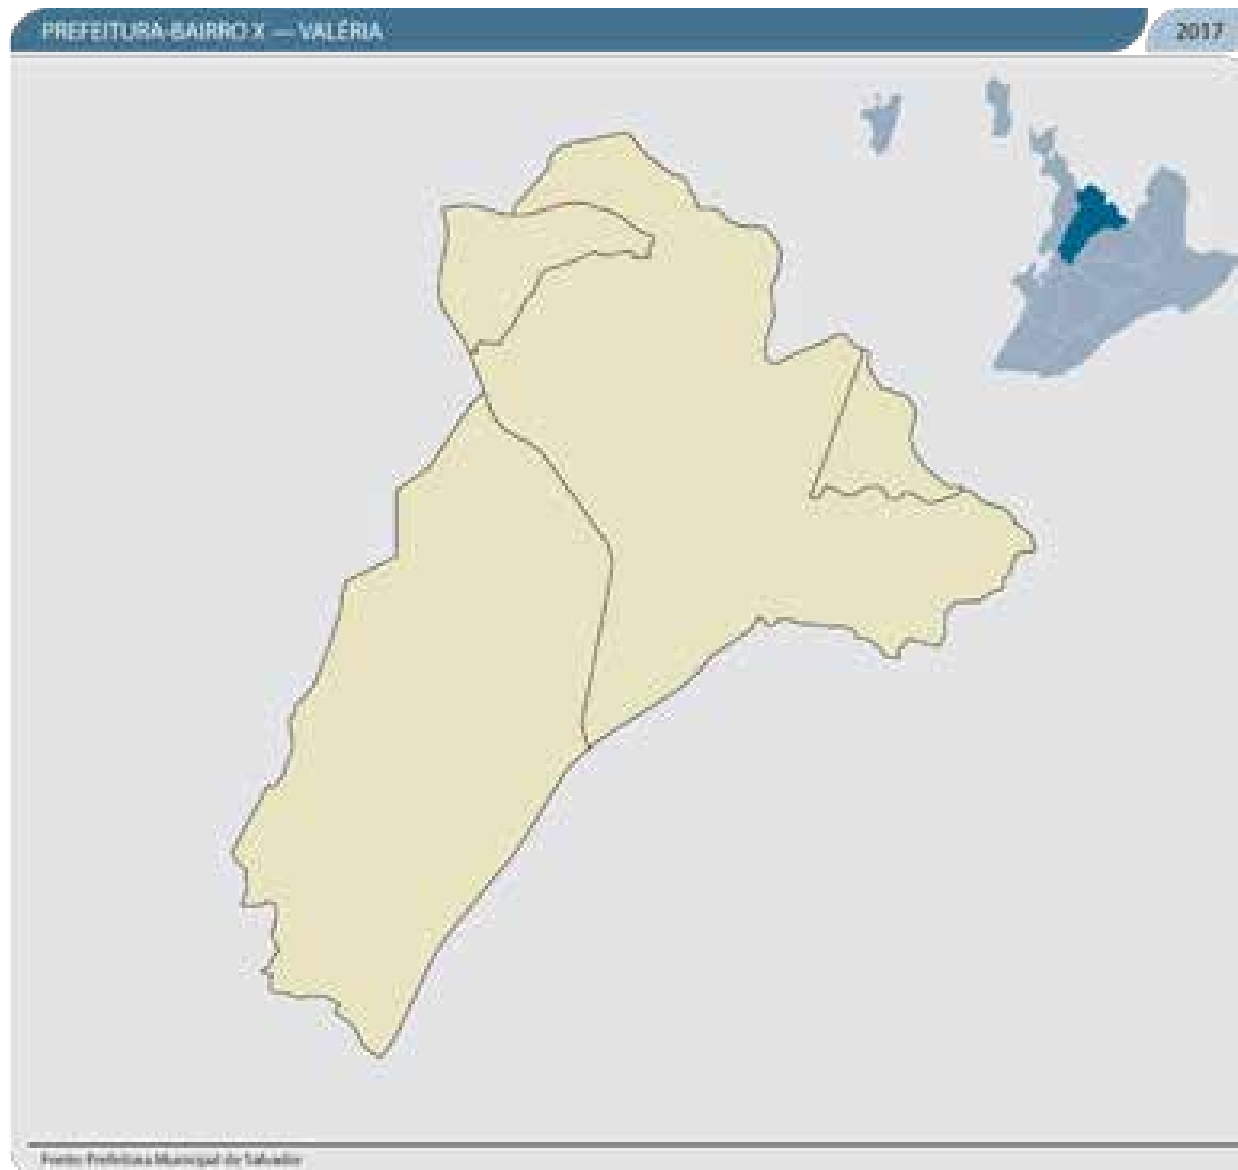 PREFEITURA-BAIRRO X — VALÉRIA
2017
Fonte: Prefeitura Municipal de Salvador